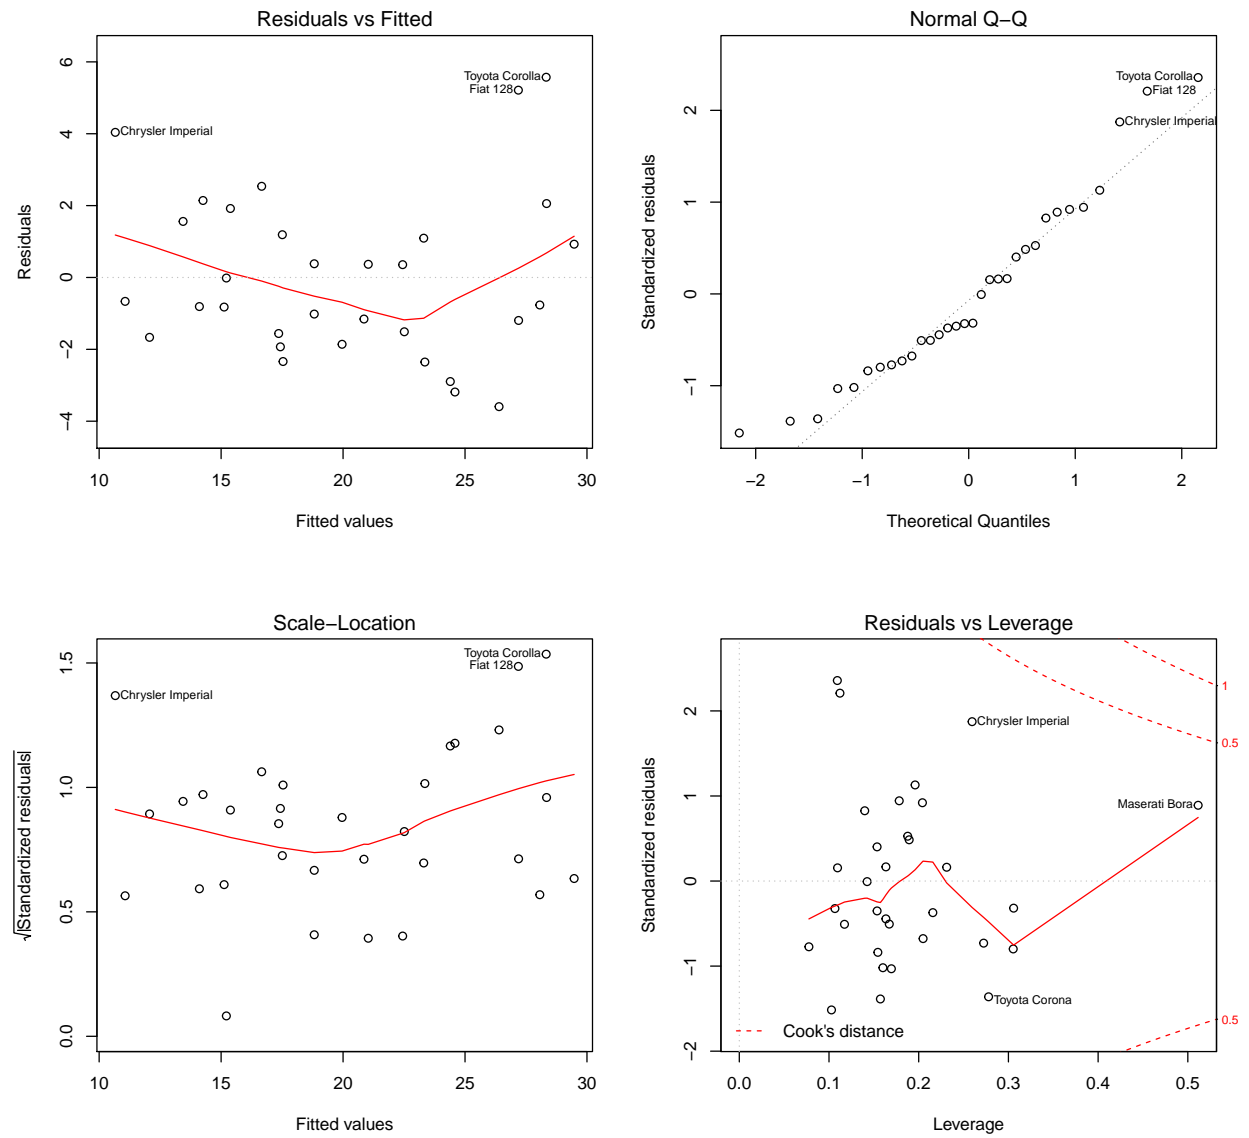 Residuals vs Fitted
Residuals
6
4
2
0
−2
−4
Toyota Corolla
Fiat 128
Chrysler Imperial
10 15 20 25 30
Fitted values
Normal Q−Q
Standardized residuals
2
1
0
−1
Toyota Corolla
Fiat 128
Chrysler Imperial
−2 −1 0 1 2
Theoretical Quantiles
Scale−Location
√|Standardized residuals|
1.5
1.0
0.5
0.0
Toyota Corolla
Fiat 128
Chrysler Imperial
10 15 20 25 30
Fitted values
Residuals vs Leverage
Standardized residuals
2
1
0
−1
−2
1
0.5
0.5
Chrysler Imperial
Maserati Bora
Toyota Corona
Cook's distance
0.0 0.1 0.2 0.3 0.4 0.5
Leverage